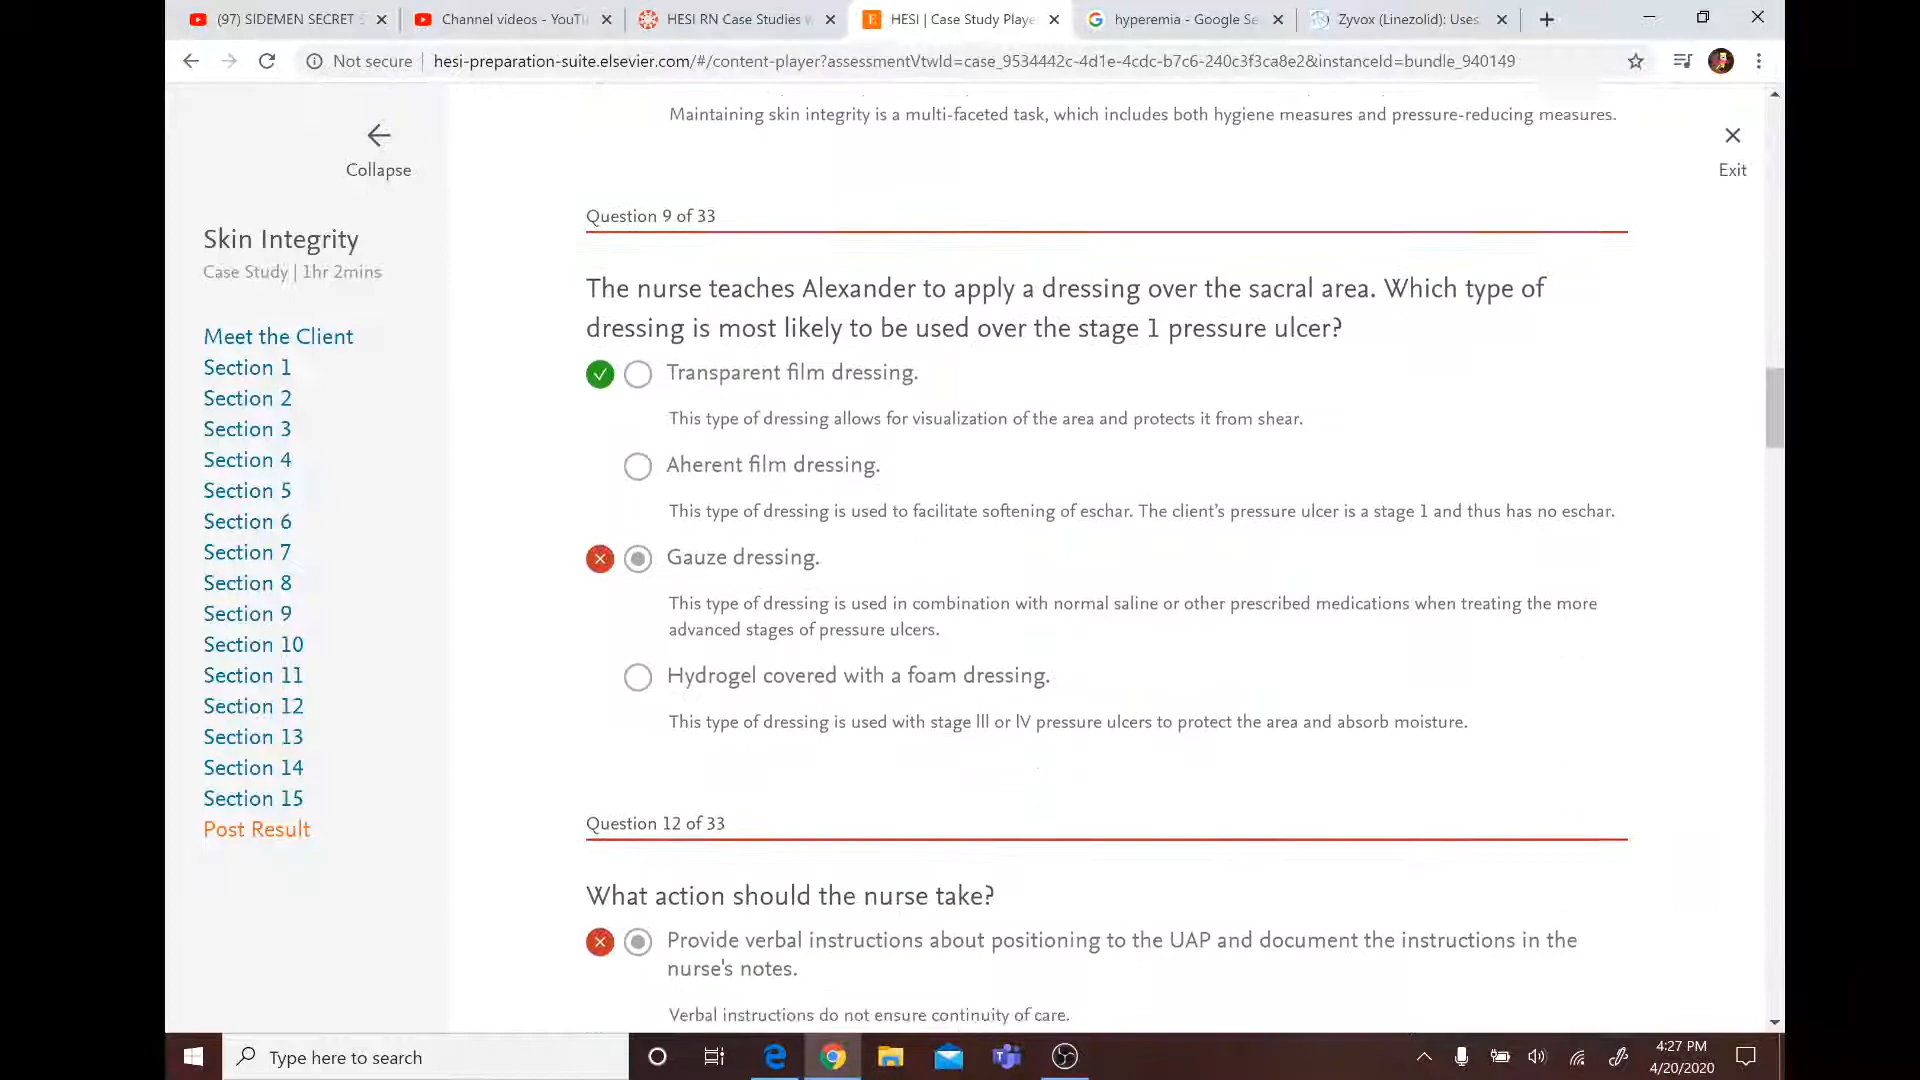 (97) SIDEMEN SECRET S
Channel videos - YouTu
HESI RN Case Studies w
HESI | Case Study Playe
hyperemia - Google Se
Zyvox (Linezolid): Uses
Not secure
hesi-preparation-suite.elsevier.com/#/content-player?assessmentVtwId=case_9534442c-4d1e-4cdc-b7c6-240c3f3ca8e2&instanceId=bundle_940149
Collapse
Skin Integrity
Case Study | 1hr 2mins
Meet the Client
Section 1
Section 2
Section 3
Section 4
Section 5
Section 6
Section 7
Section 8
Section 9
Section 10
Section 11
Section 12
Section 13
Section 14
Section 15
Post Result
Maintaining skin integrity is a multi-faceted task, which includes both hygiene measures and pressure-reducing measures.
Exit
Question 9 of 33
The nurse teaches Alexander to apply a dressing over the sacral area. Which type of
dressing is most likely to be used over the stage 1 pressure ulcer?
Transparent film dressing.
This type of dressing allows for visualization of the area and protects it from shear.
Aherent film dressing.
This type of dressing is used to facilitate softening of eschar. The client's pressure ulcer is a stage 1 and thus has no eschar.
Gauze dressing.
This type of dressing is used in combination with normal saline or other prescribed medications when treating the more
advanced stages of pressure ulcers.
Hydrogel covered with a foam dressing.
This type of dressing is used with stage lll or lV pressure ulcers to protect the area and absorb moisture.
Question 12 of 33
What action should the nurse take?
Provide verbal instructions about positioning to the UAP and document the instructions in the
nurse's notes.
Verbal instructions do not ensure continuity of care.
Type here to search
4:27 PM
4/20/2020